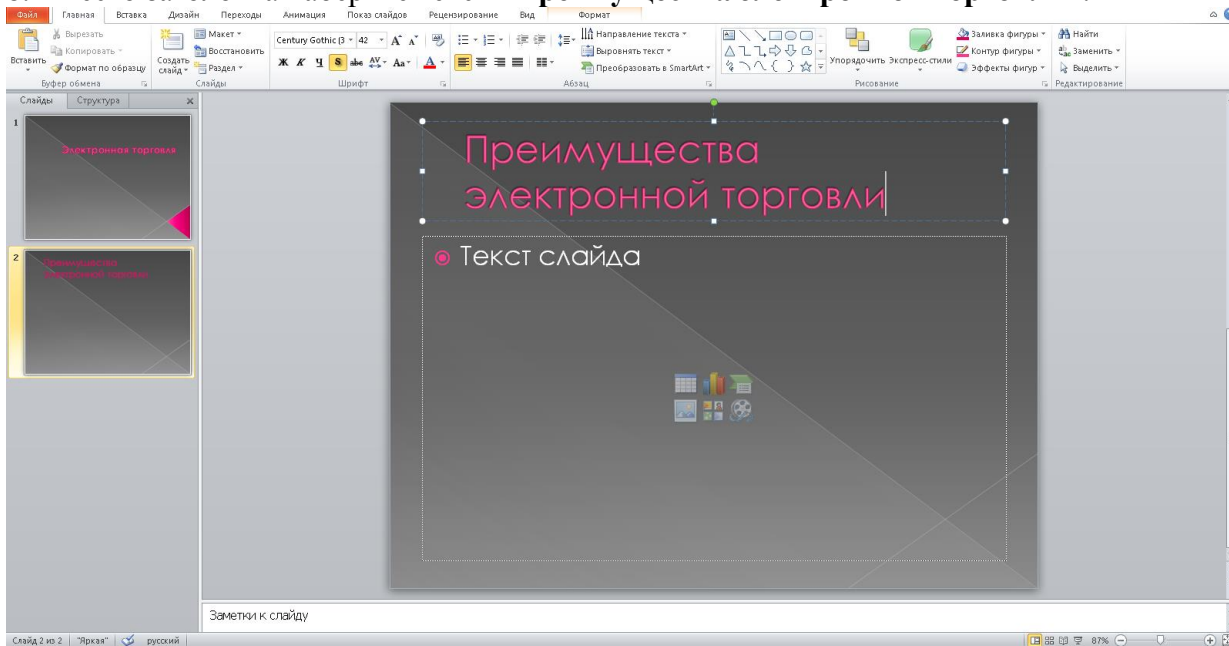 Файл Главная Вставка Дизайн Переходы Анимация Показ слайдов Рецензирование Вид Формат
Вставить
Вырезать
Копировать
Формат по образцу
Буфер обмена
Создать слайд
Макет
Восстановить
Раздел
Слайды
Century Gothic (З 42
Ж К Ч S abc AV Aa A
Шрифт
Направление текста
Выровнять текст
Преобразовать в SmartArt
Абзац
Упорядочить Экспресс-стили
Заливка фигуры
Контур фигуры
Эффекты фигур
Рисование
Найти
Заменить
Выделить
Редактирование
Слайды Структура
1
Электронная торговля
2
Преимущества
электронной торговли
Преимущества
электронной торговли
Текст слайда
Заметки к слайду
Слайд 2 из 2 "Яркая" русский 87%